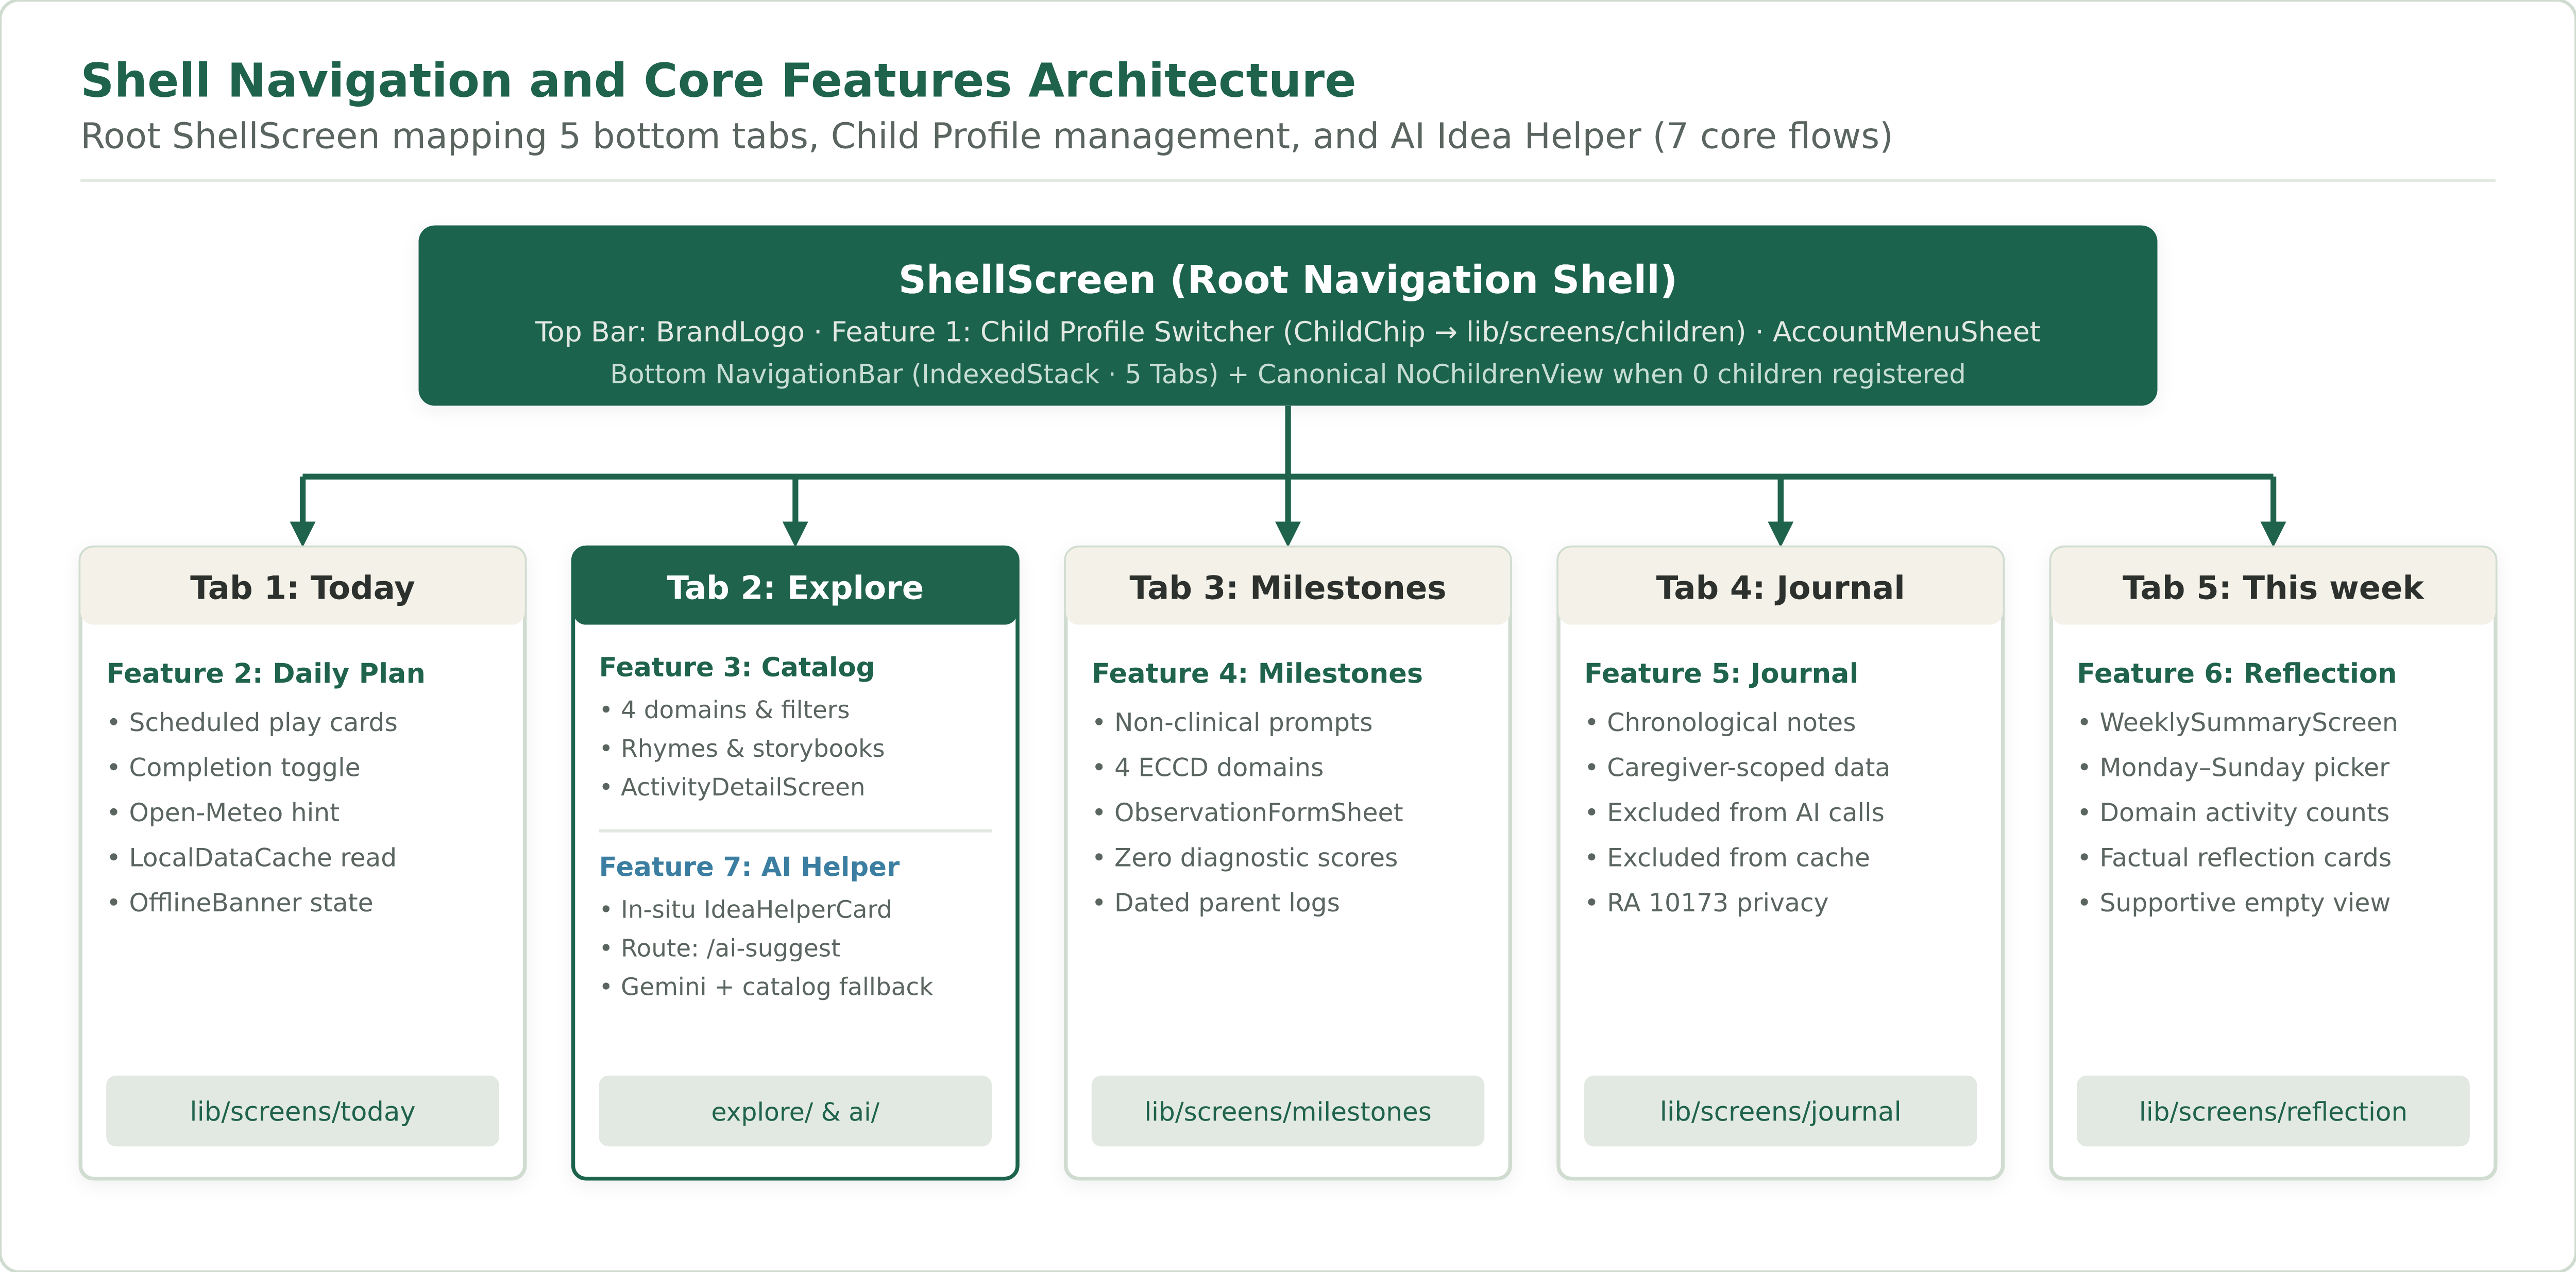 Shell Navigation and Core Features Architecture
Root ShellScreen mapping 5 bottom tabs, Child Profile management, and AI Idea Helper (7 core flows)
ShellScreen (Root Navigation Shell)
Top Bar: BrandLogo · Feature 1: Child Profile Switcher (ChildChip → lib/screens/children) · AccountMenuSheet
Bottom NavigationBar (IndexedStack · 5 Tabs) + Canonical NoChildrenView when 0 children registered
Tab 1: Today
Feature 2: Daily Plan
• Scheduled play cards
• Completion toggle
• Open-Meteo hint
• LocalDataCache read
• OfflineBanner state
lib/screens/today
Tab 2: Explore
Feature 3: Catalog
• 4 domains & filters
• Rhymes & storybooks
• ActivityDetailScreen
Feature 7: AI Helper
• In-situ IdeaHelperCard
• Route: /ai-suggest
• Gemini + catalog fallback
explore/ & ai/
Tab 3: Milestones
Feature 4: Milestones
• Non-clinical prompts
• 4 ECCD domains
• ObservationFormSheet
• Zero diagnostic scores
• Dated parent logs
lib/screens/milestones
Tab 4: Journal
Feature 5: Journal
• Chronological notes
• Caregiver-scoped data
• Excluded from AI calls
• Excluded from cache
• RA 10173 privacy
lib/screens/journal
Tab 5: This week
Feature 6: Reflection
• WeeklySummaryScreen
• Monday–Sunday picker
• Domain activity counts
• Factual reflection cards
• Supportive empty view
lib/screens/reflection